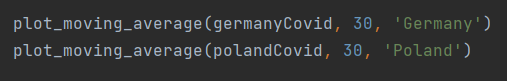 plot_moving_average(germanyCovid, 30, 'Germany')
plot_moving_average(polandCovid, 30, 'Poland')